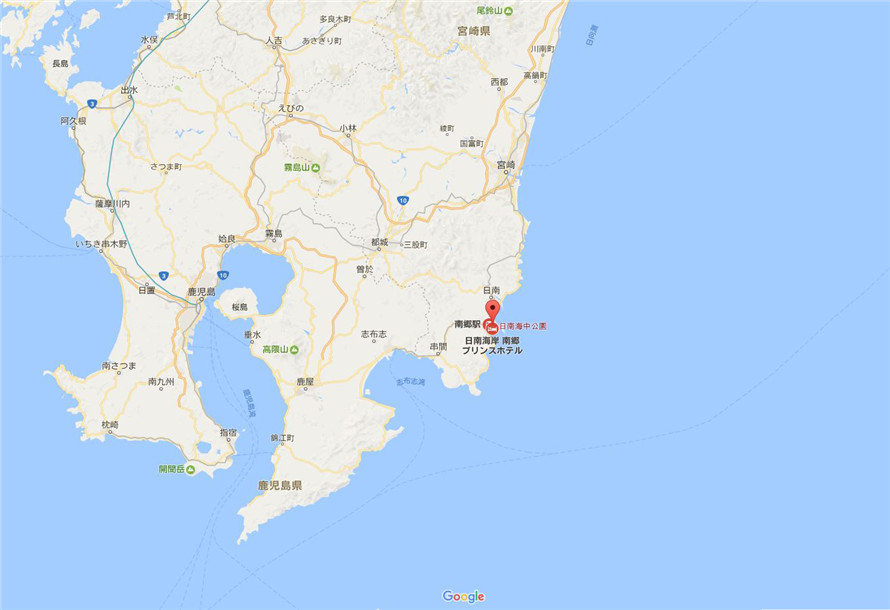 芦北町
多良木町
尾鈴山
宮崎県
水俣
人吉
あさぎり町
川南町
日向灘
長島
高鍋町
西都
出水
3
えびの
阿久根
小林
綾町
国富町
さつま町
霧島山
宮崎
薩摩川内
10
いちき串木野
姶良
霧島
都城
三股町
3
10
曽於
日置
鹿児島
日南
桜島
垂水
志布志
南郷駅
日南海中公園
日南海岸 南郷
プリンスホテル
高隈山
串間
南さつま
南九州
鹿屋
志布志湾
鹿児島湾
枕崎
指宿
錦江町
開聞岳
鹿児島県
Google